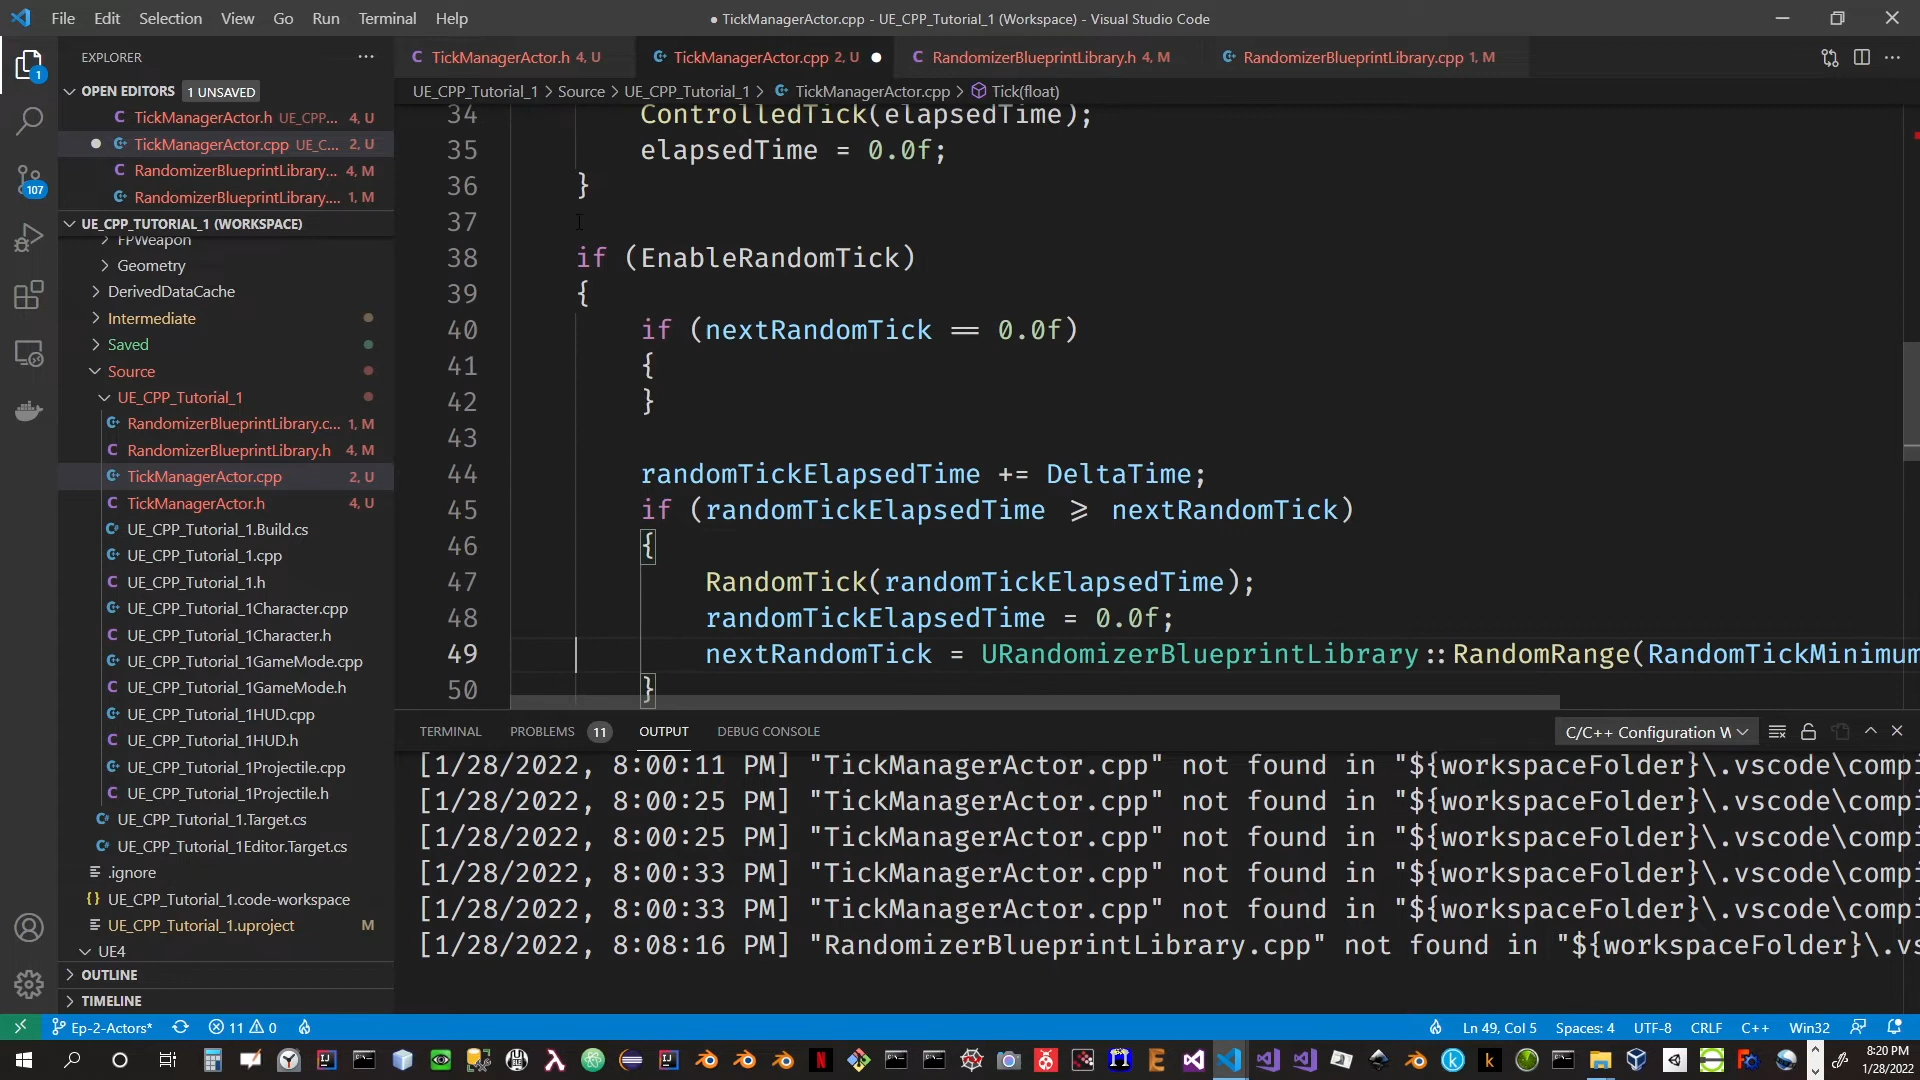 File Edit Selection View Go Run Terminal Help
● TickManagerActor.cpp - UE_CPP_Tutorial_1 (Workspace) - Visual Studio Code
EXPLORER
TickManagerActor.h 4, U
TickManagerActor.cpp 2, U
RandomizerBlueprintLibrary.h 4, M
RandomizerBlueprintLibrary.cpp 1, M
OPEN EDITORS 1 UNSAVED
TickManagerActor.h UE_CPP... 4, U
TickManagerActor.cpp UE_C... 2, U
RandomizerBlueprintLibrary... 4, M
RandomizerBlueprintLibrary.... 1, M
UE_CPP_TUTORIAL_1 (WORKSPACE)
FPWeapon
Geometry
DerivedDataCache
Intermediate
Saved
Source
UE_CPP_Tutorial_1
RandomizerBlueprintLibrary.c... 1, M
RandomizerBlueprintLibrary.h 4, M
TickManagerActor.cpp 2, U
TickManagerActor.h 4, U
UE_CPP_Tutorial_1.Build.cs
UE_CPP_Tutorial_1.cpp
UE_CPP_Tutorial_1.h
UE_CPP_Tutorial_1Character.cpp
UE_CPP_Tutorial_1Character.h
UE_CPP_Tutorial_1GameMode.cpp
UE_CPP_Tutorial_1GameMode.h
UE_CPP_Tutorial_1HUD.cpp
UE_CPP_Tutorial_1HUD.h
UE_CPP_Tutorial_1Projectile.cpp
UE_CPP_Tutorial_1Projectile.h
UE_CPP_Tutorial_1.Target.cs
UE_CPP_Tutorial_1Editor.Target.cs
.ignore
UE_CPP_Tutorial_1.code-workspace
UE_CPP_Tutorial_1.uproject M
UE4
OUTLINE
TIMELINE
1
107
UE_CPP_Tutorial_1 > Source > UE_CPP_Tutorial_1 > TickManagerActor.cpp > Tick(float)
34 ControlledTick(elapsedTime);
35 elapsedTime = 0.0f;
36 }
37
38 if (EnableRandomTick)
39 {
40 if (nextRandomTick == 0.0f)
41 {
42 }
43
44 randomTickElapsedTime += DeltaTime;
45 if (randomTickElapsedTime >= nextRandomTick)
46 {
47 RandomTick(randomTickElapsedTime);
48 randomTickElapsedTime = 0.0f;
49 nextRandomTick = URandomizerBlueprintLibrary::RandomRange(RandomTickMinimum
50 }
TERMINAL PROBLEMS 11 OUTPUT DEBUG CONSOLE
C/C++ Configuration W
[1/28/2022, 8:00:11 PM] "TickManagerActor.cpp" not found in "${workspaceFolder}\.vscode\compi
[1/28/2022, 8:00:25 PM] "TickManagerActor.cpp" not found in "${workspaceFolder}\.vscode\compi
[1/28/2022, 8:00:25 PM] "TickManagerActor.cpp" not found in "${workspaceFolder}\.vscode\compi
[1/28/2022, 8:00:33 PM] "TickManagerActor.cpp" not found in "${workspaceFolder}\.vscode\compi
[1/28/2022, 8:00:33 PM] "TickManagerActor.cpp" not found in "${workspaceFolder}\.vscode\compi
[1/28/2022, 8:08:16 PM] "RandomizerBlueprintLibrary.cpp" not found in "${workspaceFolder}\.vs
Ep-2-Actors* 11 0
Ln 49, Col 5 Spaces: 4 UTF-8 CRLF C++ Win32
8:20 PM
1/28/2022